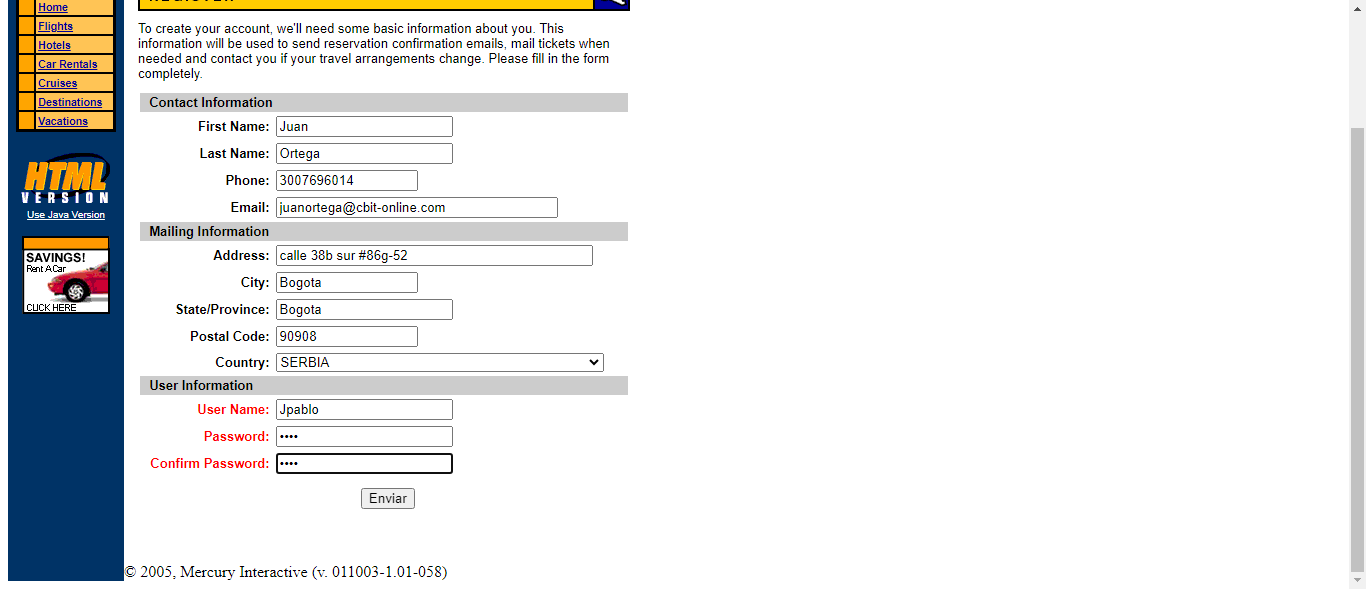 Home
Flights
Hotels
Car Rentals
Cruises
Destinations
Vacations
HTML
VERSION
Use Java Version
SAVINGS!
Rent A Car
CLICK HERE
To create your account, we'll need some basic information about you. This
information will be used to send reservation confirmation emails, mail tickets when
needed and contact you if your travel arrangements change. Please fill in the form
completely.
Contact Information
First Name: Juan
Last Name: Ortega
Phone: 3007696014
Email: juanortega@cbit-online.com
Mailing Information
Address: calle 38b sur #86g-52
City: Bogota
State/Province: Bogota
Postal Code: 90908
Country: SERBIA
User Information
User Name: Jpablo
Password: ••••
Confirm Password: ••••
Enviar
© 2005, Mercury Interactive (v. 011003-1.01-058)